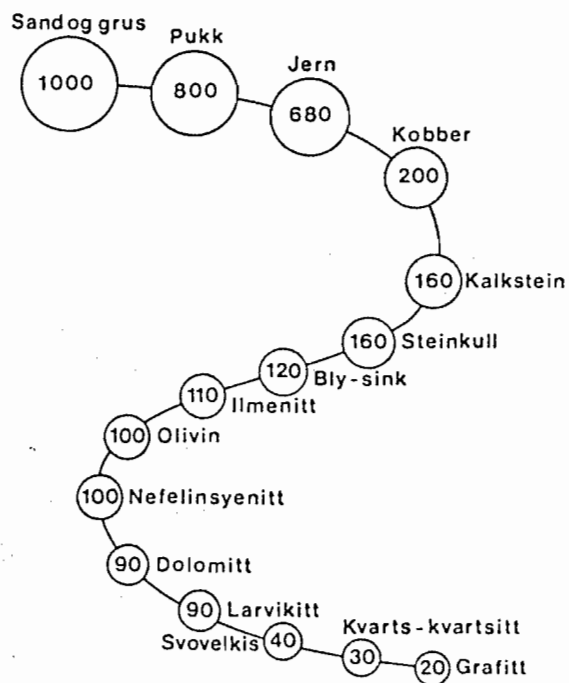 Sand og grus
1000
Pukk
800
Jern
680
Kobber
200
160 Kalkstein
160 Steinkull
120
Bly-sink
110
Ilmenitt
100 Olivin
100 Nefelinsyenitt
90 Dolomitt
90 Larvikitt
Svovelkis 40
Kvarts-kvartsitt
30
20 Grafitt